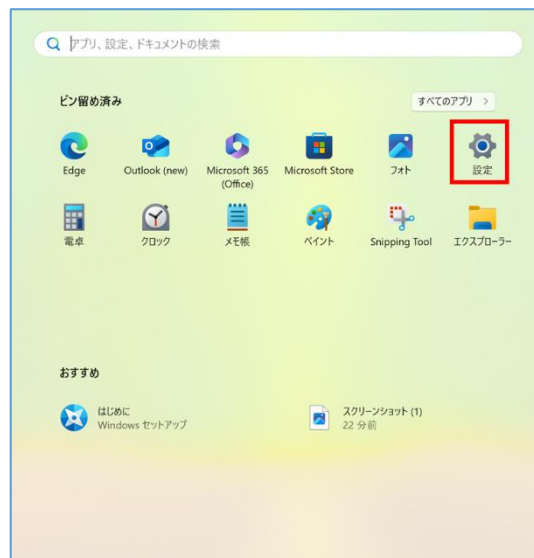 アプリ、設定、ドキュメントの検索
ピン留め済み
すべてのアプリ >
Edge
Outlook (new)
Microsoft 365
(Office)
Microsoft Store
フォト
設定
電卓
クロック
メモ帳
ペイント
Snipping Tool
エクスプローラー
おすすめ
はじめに
Windows セットアップ
スクリーンショット (1)
22 分前